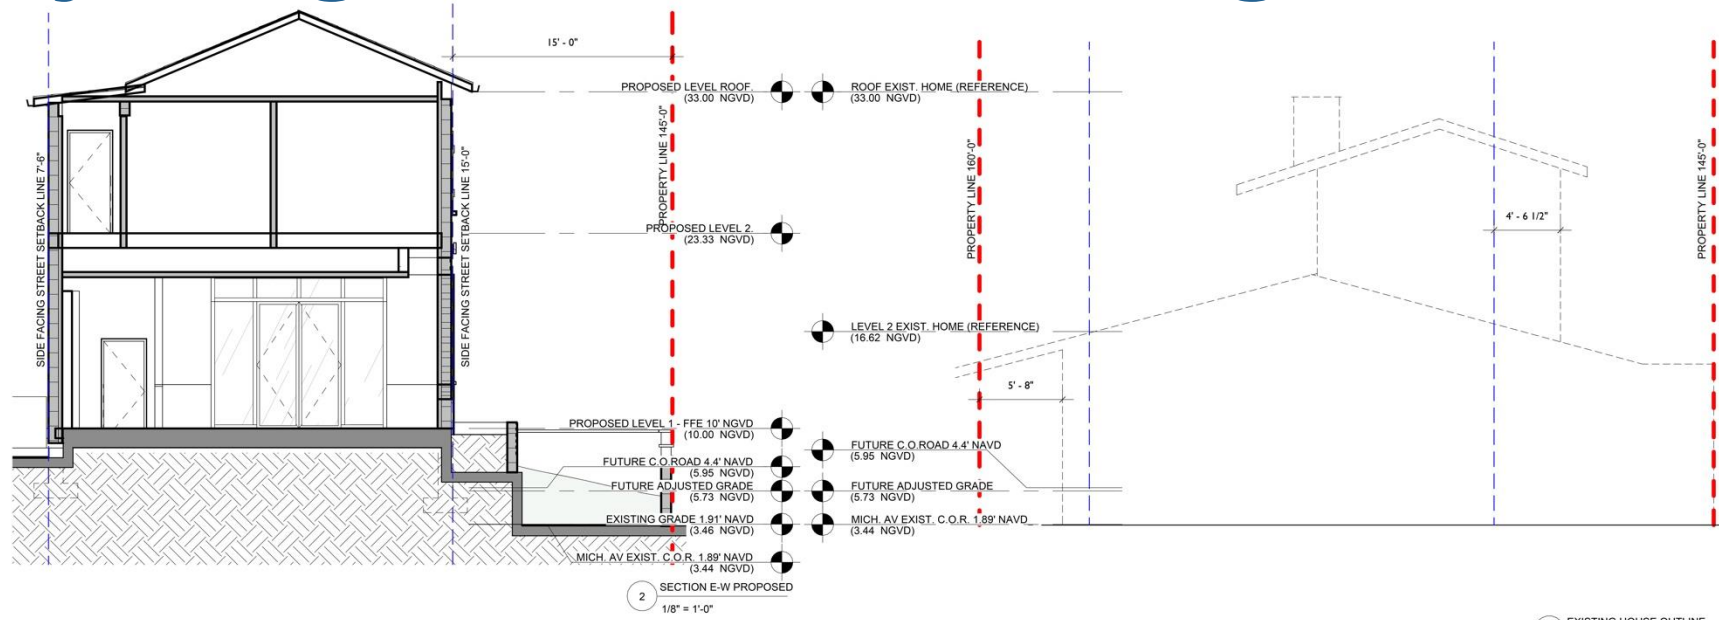 15' - 0"
PROPOSED LEVEL ROOF.
(33.00 NGVD)
ROOF EXIST. HOME (REFERENCE)
(33.00 NGVD)
SIDE FACING STREET SETBACK LINE 7'-6"
SIDE FACING STREET SETBACK LINE 15'-0"
PROPERTY LINE 145'-0"
PROPERTY LINE 160'-0"
PROPERTY LINE 145'-0"
PROPOSED LEVEL 2.
(23.33 NGVD)
4' - 6 1/2"
LEVEL 2 EXIST. HOME (REFERENCE)
(16.62 NGVD)
5' - 8"
PROPOSED LEVEL 1 - FFE 10' NGVD
(10.00 NGVD)
FUTURE C.O.ROAD 4.4' NAVD
(5.95 NGVD)
FUTURE C.O.ROAD 4.4' NAVD
(5.95 NGVD)
FUTURE ADJUSTED GRADE
(5.73 NGVD)
FUTURE ADJUSTED GRADE
(5.73 NGVD)
EXISTING GRADE 1.91' NAVD
(3.46 NGVD)
MICH. AV EXIST. C.O.R. 1.89' NAVD
(3.44 NGVD)
MICH. AV EXIST. C.O.R. 1.89' NAVD
(3.44 NGVD)
2
SECTION E-W PROPOSED
1/8" = 1'-0"
EXISTING HOUSE OUTLINE